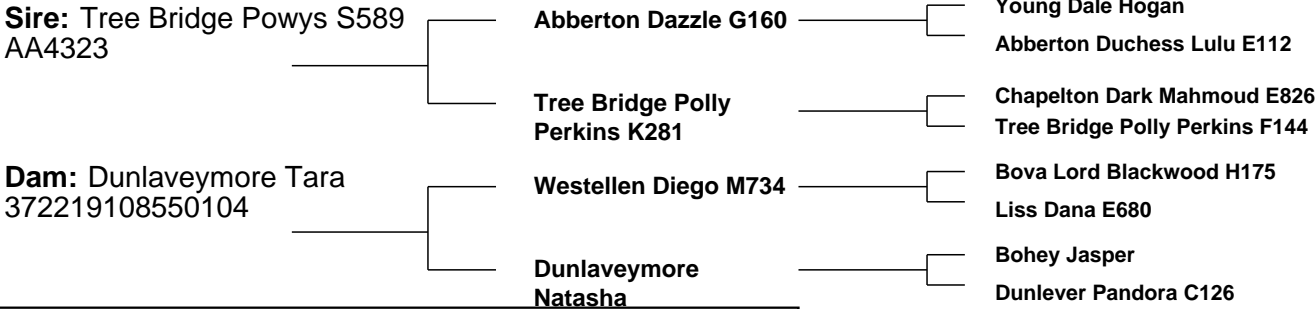 Sire: Tree Bridge Powys S589
AA4323
Abberton Dazzle G160
Young Dale Hogan
Abberton Duchess Lulu E112
Tree Bridge Polly
Perkins K281
Chapelton Dark Mahmoud E826
Tree Bridge Polly Perkins F144
Dam: Dunlaveymore Tara
372219108550104
Westellen Diego M734
Bova Lord Blackwood H175
Liss Dana E680
Dunlaveymore
Natasha
Bohey Jasper
Dunlever Pandora C126